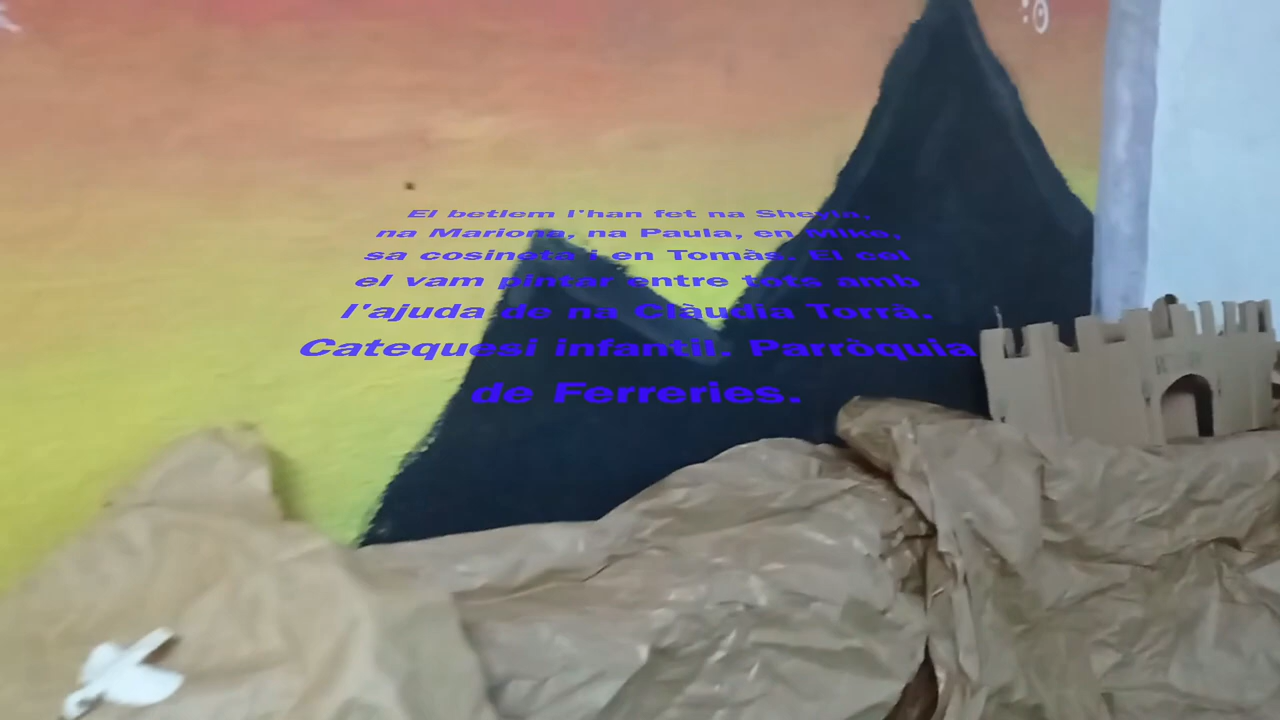 El betlem l'han fet na Sheyla,
na Mariona, na Paula, en Mike,
sa cosineta i en Tomàs. El cel
el vam pintar entre tots amb
l'ajuda de na Clàudia Torrà.
Catequesi infantil. Parròquia
de Ferreries.